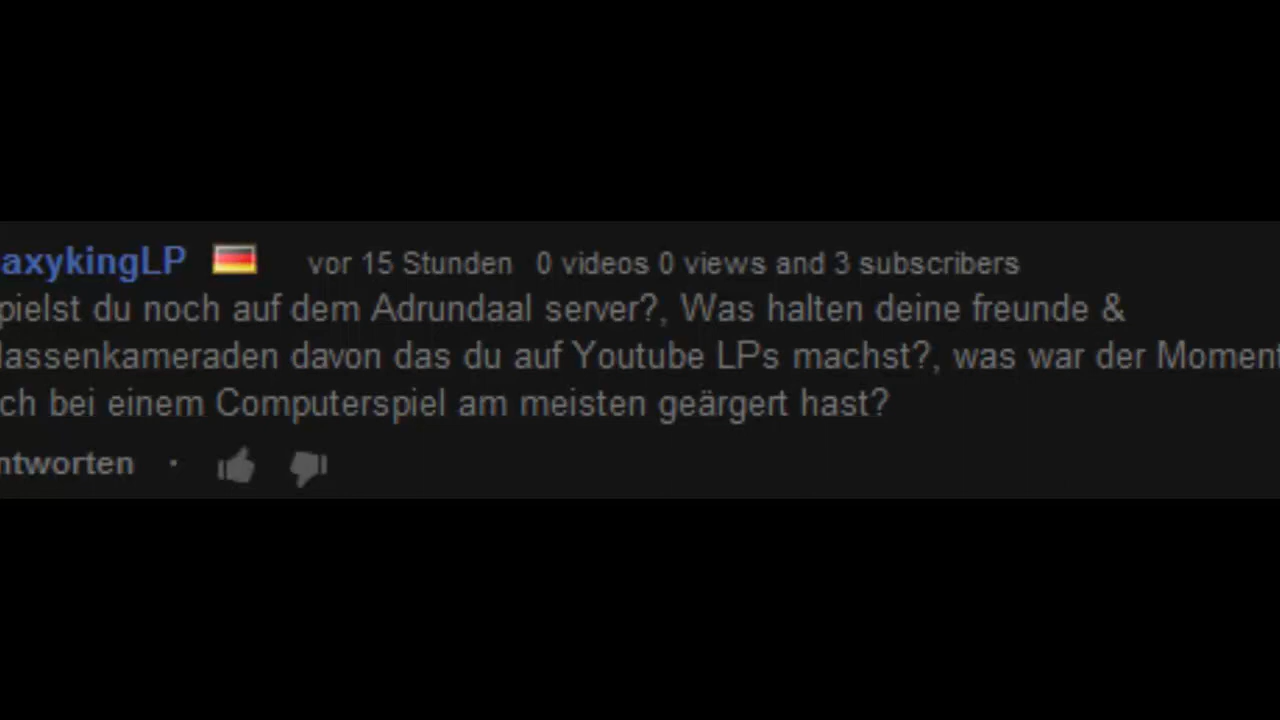 axykingLP vor 15 Stunden 0 videos 0 views and 3 subscribers
pielst du noch auf dem Adrundaal server?, Was halten deine freunde &
lassenkameraden davon das du auf Youtube LPs machst?, was war der Moment
ch bei einem Computerspiel am meisten geärgert hast?
ntworten ·